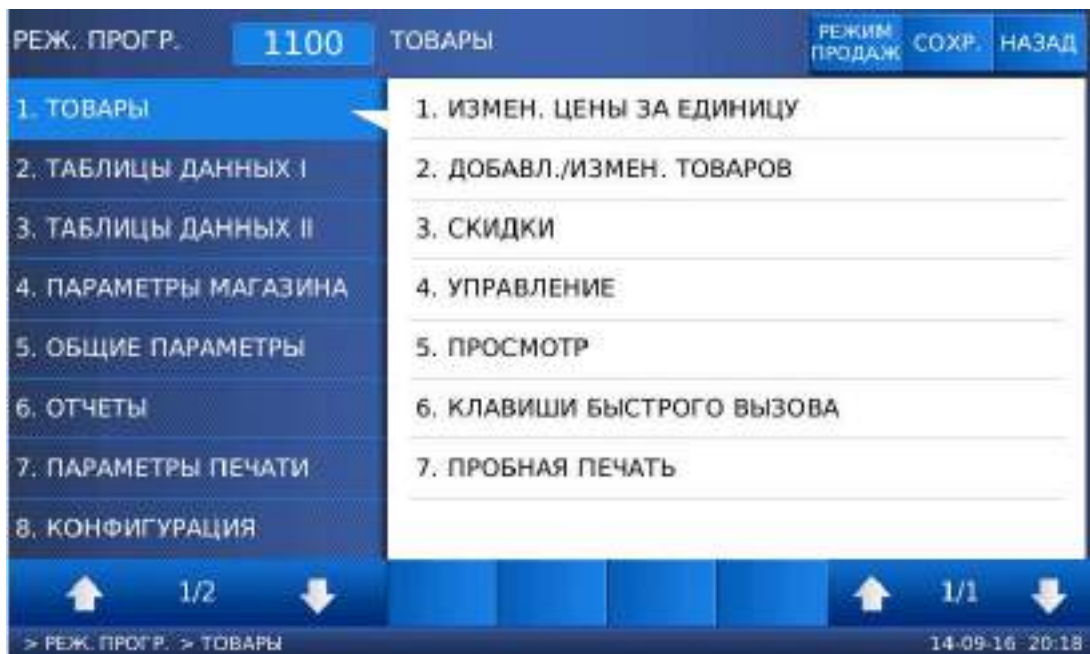 РЕЖ. ПРОГР. 1100 ТОВАРЫ РЕЖИМ ПРОДАЖ СОХР. НАЗАД
1. ТОВАРЫ
2. ТАБЛИЦЫ ДАННЫХ I
3. ТАБЛИЦЫ ДАННЫХ II
4. ПАРАМЕТРЫ МАГАЗИНА
5. ОБЩИЕ ПАРАМЕТРЫ
6. ОТЧЕТЫ
7. ПАРАМЕТРЫ ПЕЧАТИ
8. КОНФИГУРАЦИЯ
1. ИЗМЕН. ЦЕНЫ ЗА ЕДИНИЦУ
2. ДОБАВЛ./ИЗМЕН. ТОВАРОВ
3. СКИДКИ
4. УПРАВЛЕНИЕ
5. ПРОСМОТР
6. КЛАВИШИ БЫСТРОГО ВЫЗОВА
7. ПРОБНАЯ ПЕЧАТЬ
1/2 1/1
> РЕЖ. ПРОГР. > ТОВАРЫ 14-09-16 20:18